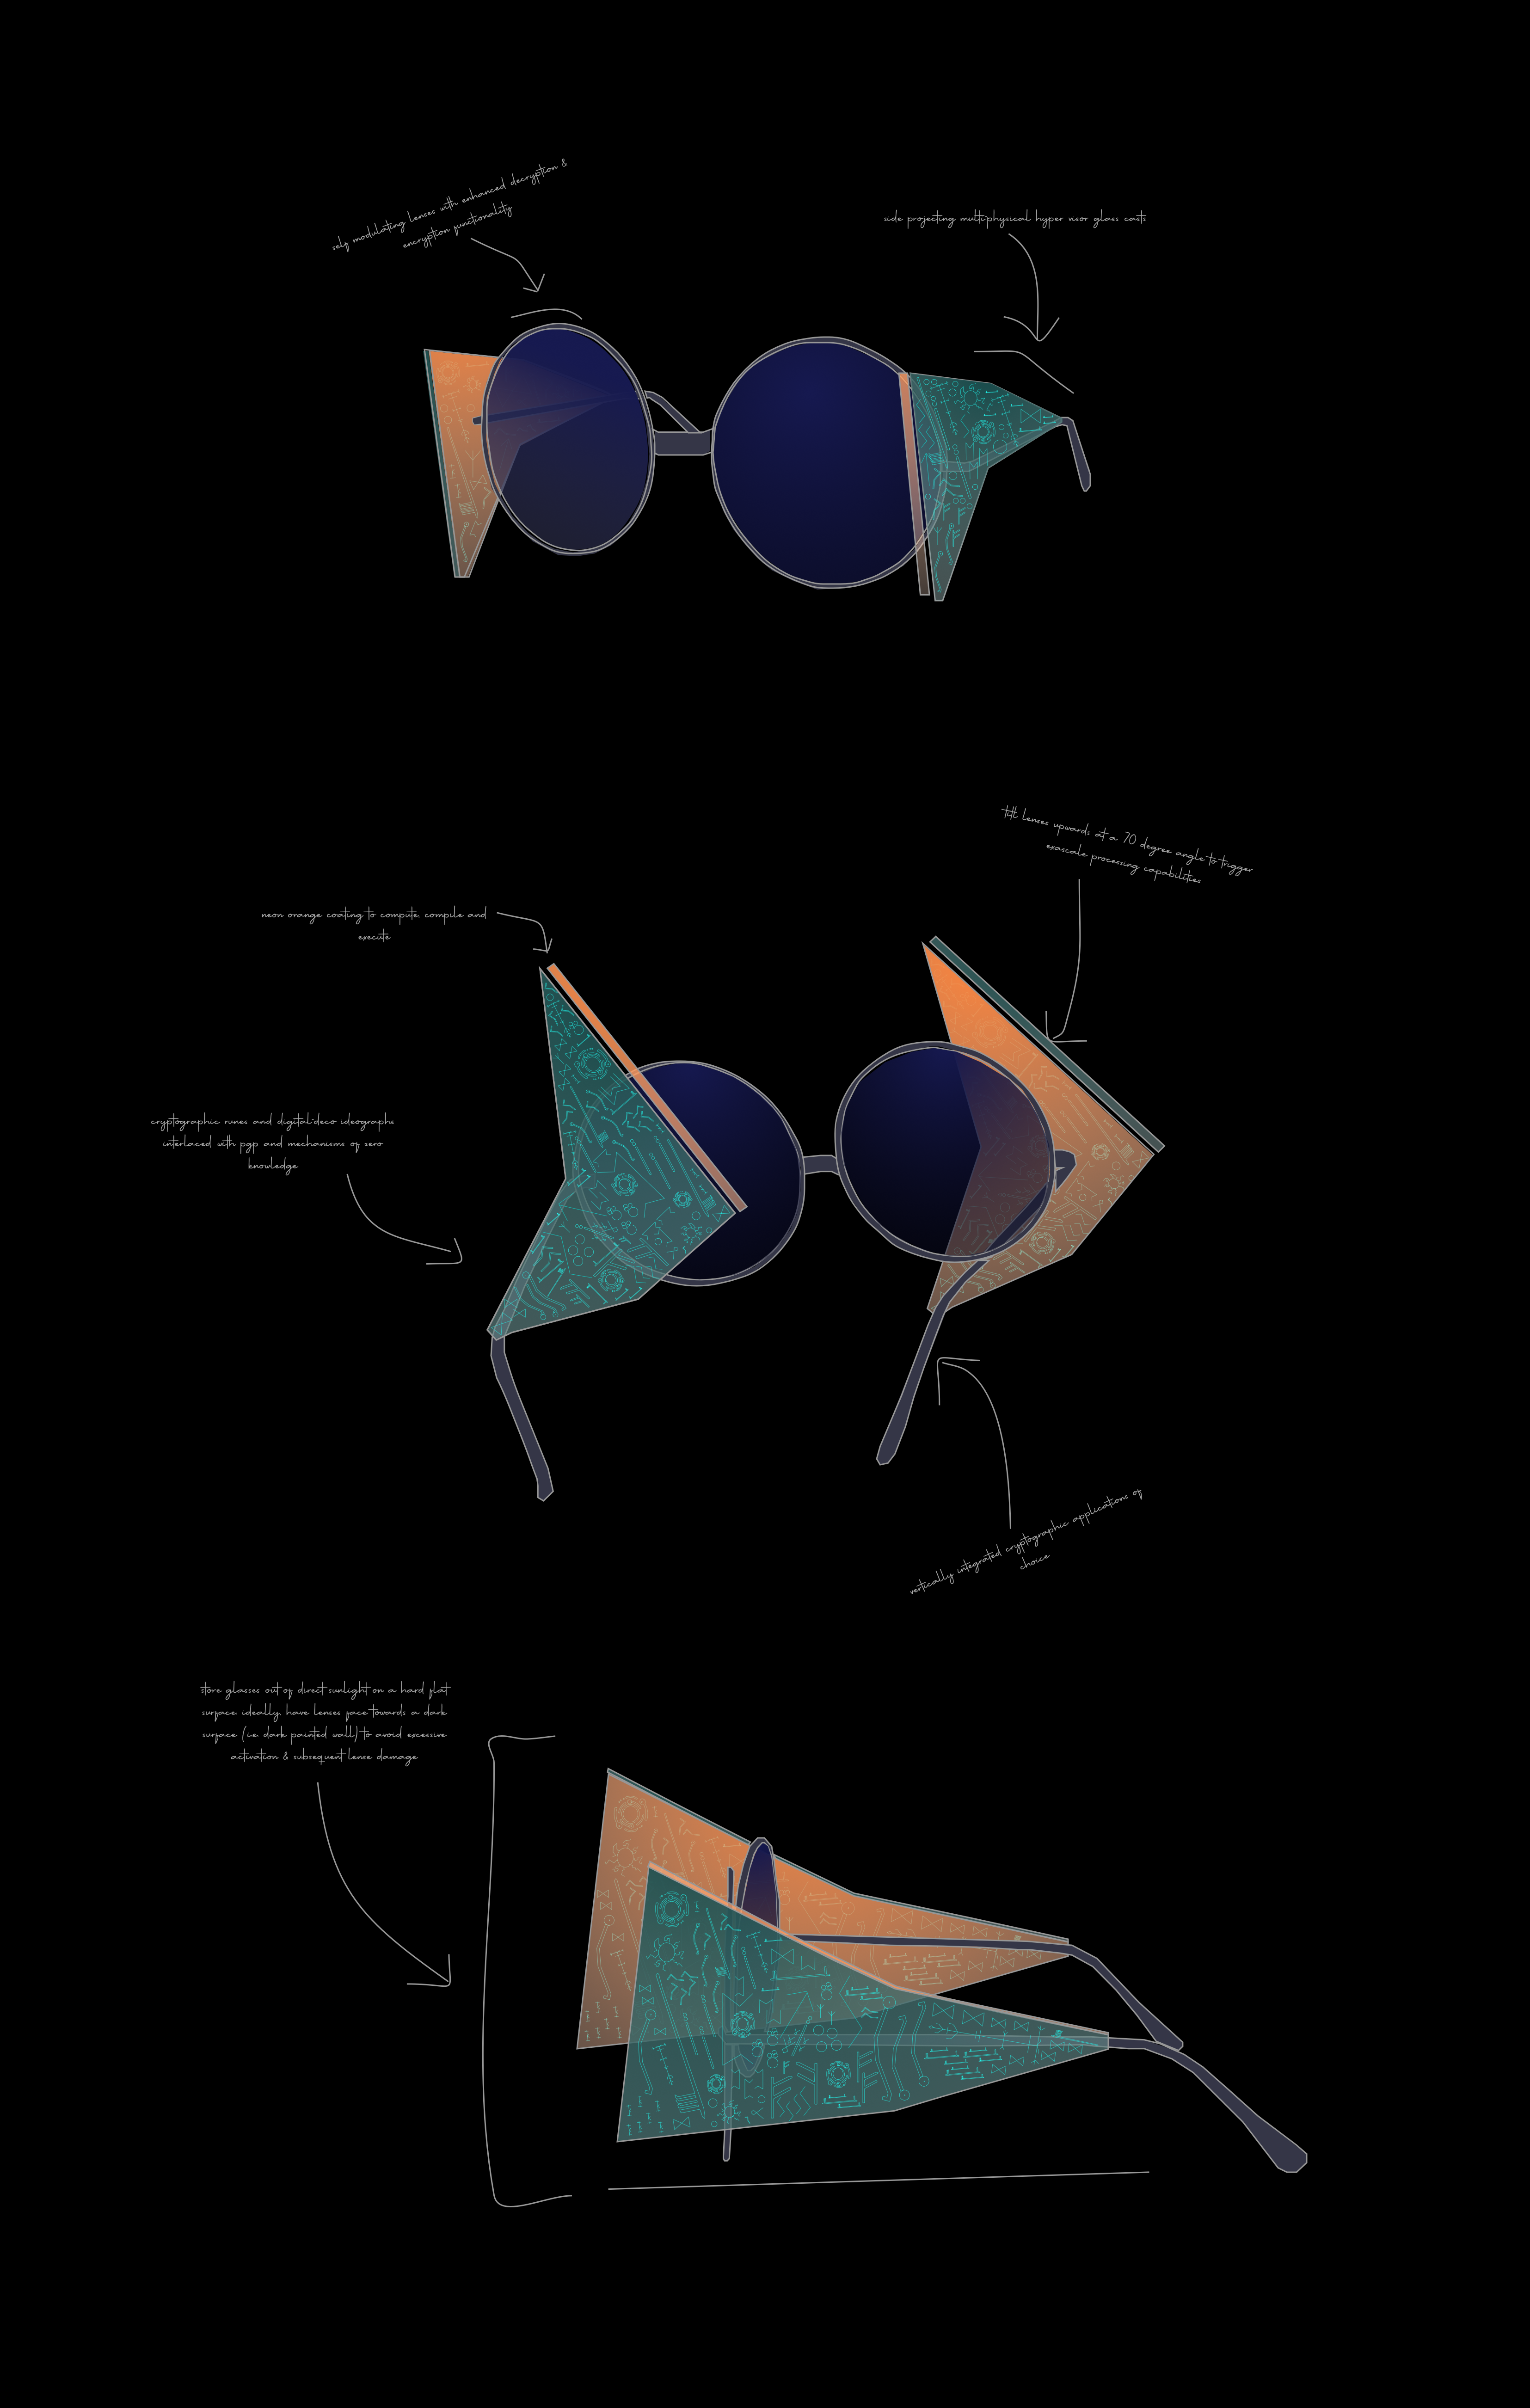 self modulating lenses with enhanced decryption &
encryption functionality
side projecting multiphysical hyper visor glass casts
tilt lenses upwards at a 70 degree angle to trigger
exascale processing capabilities
neon orange coating to compute, compile and
execute
cryptographic runes and digital-deco ideographs
interlaced with pgp and mechanisms of zero
knowledge
vertically integrated cryptographic applications of
choice
store glasses out of direct sunlight on a hard flat
surface. ideally, have lenses face towards a dark
surface (i.e. dark painted wall) to avoid excessive
activation & subsequent lense damage